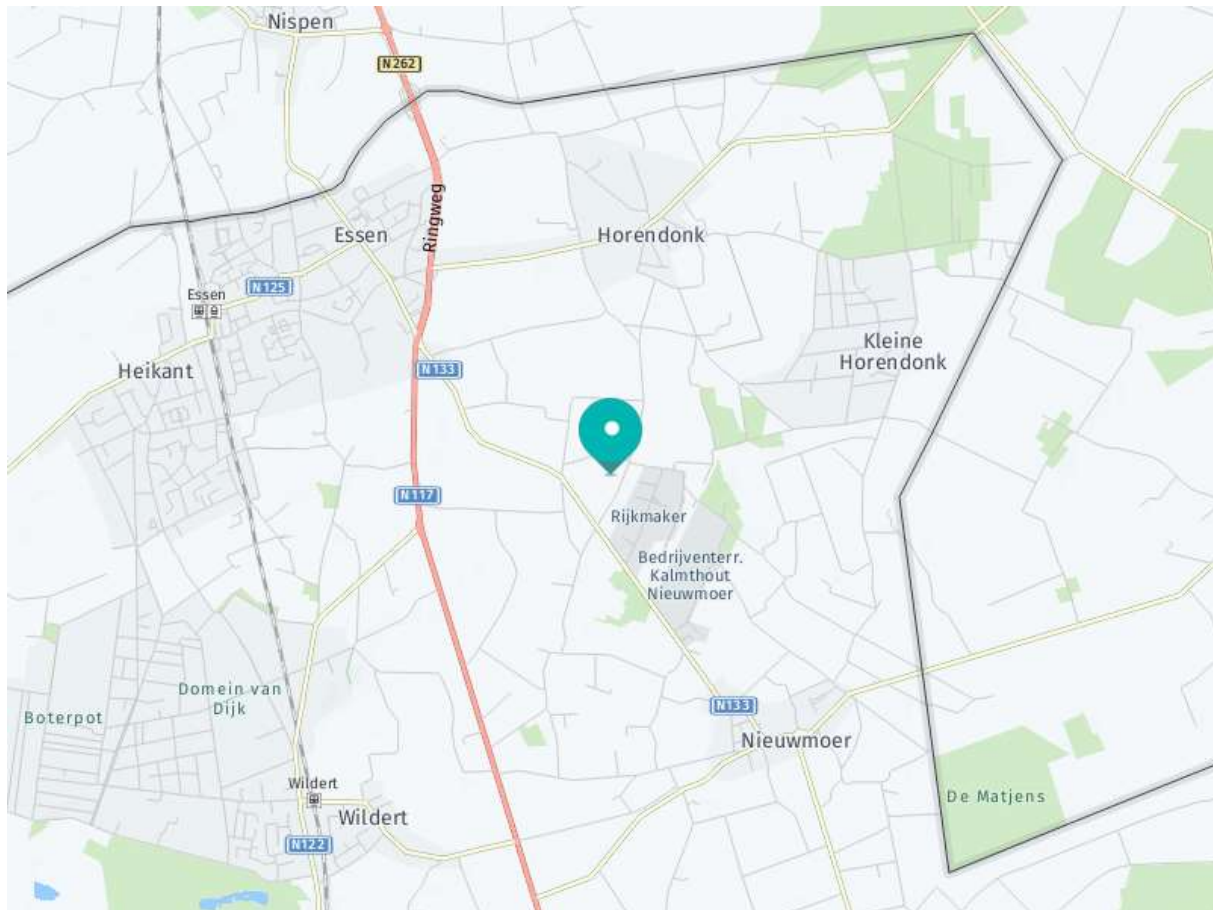 Nispen
N262
Ringweg
Essen
Horendonk
N125
Essen
Heikant
N133
Kleine
Horendonk
N117
Rijkmaker
Bedrijventerr.
Kalmthout
Nieuwmoer
Domein van
Dijk
Boterpot
N133
Nieuwmoer
Wildert
De Matjens
Wildert
N122